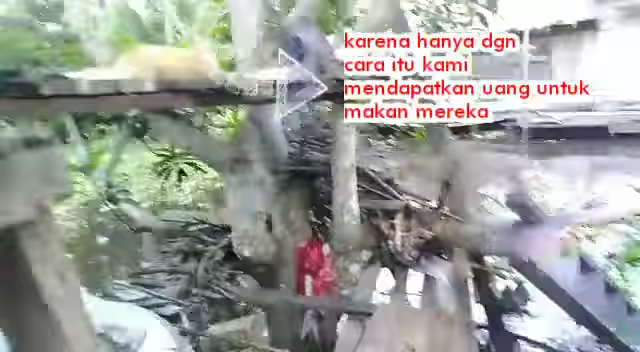 karena hanya dgn
cara itu kami
mendapatkan uang untuk
makan mereka